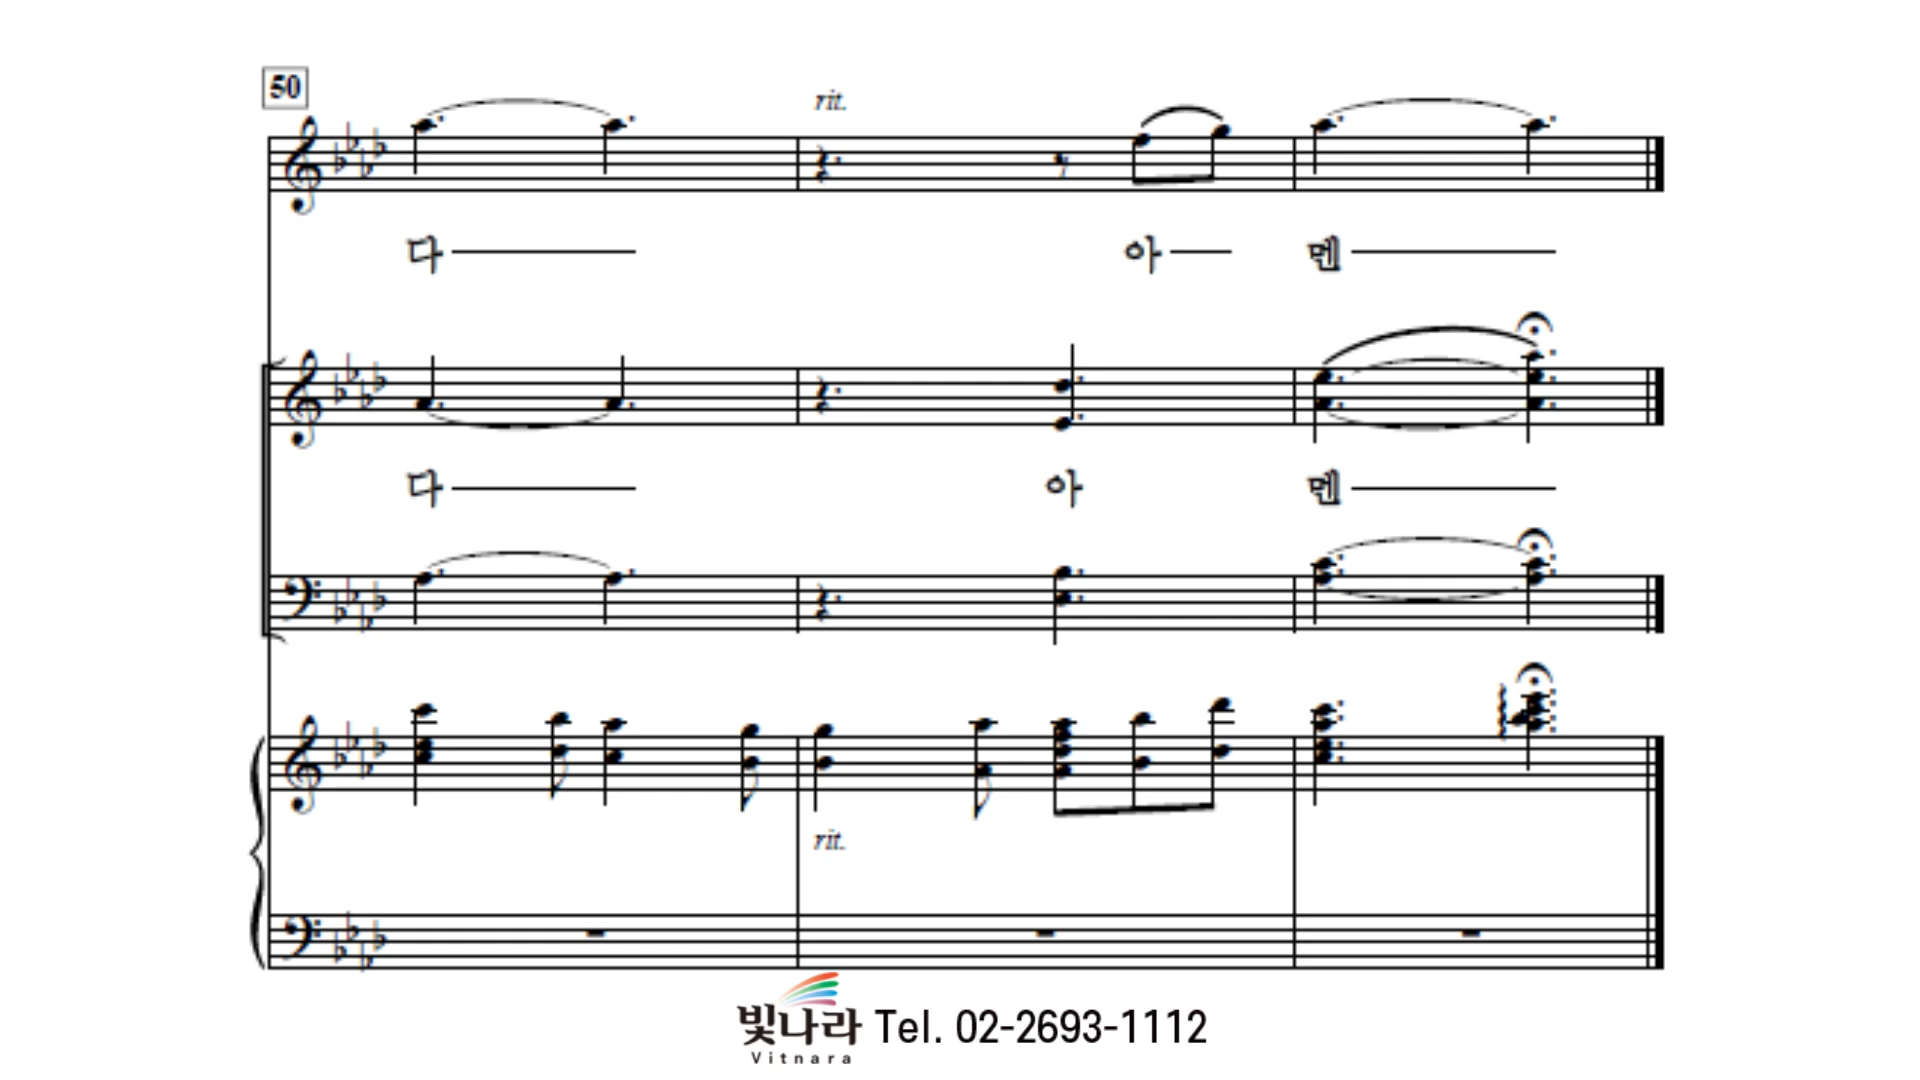 50
rit.
다 아 멘
다 아 멘
rit.
빛나라 Tel. 02-2693-1112
Vitnara